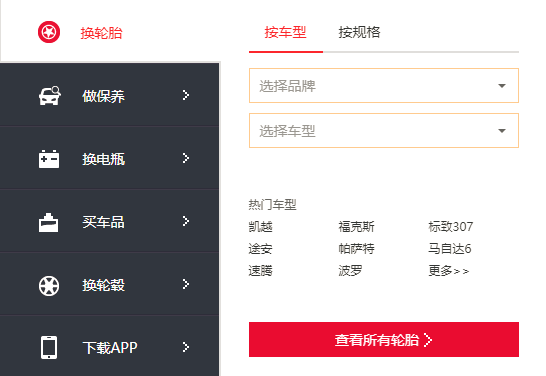 换轮胎
做保养
换电瓶
买车品
换轮毂
下载APP
按车型 按规格
选择品牌
选择车型
热门车型
凯越 福克斯 标致307
途安 帕萨特 马自达6
速腾 波罗 更多>>
查看所有轮胎